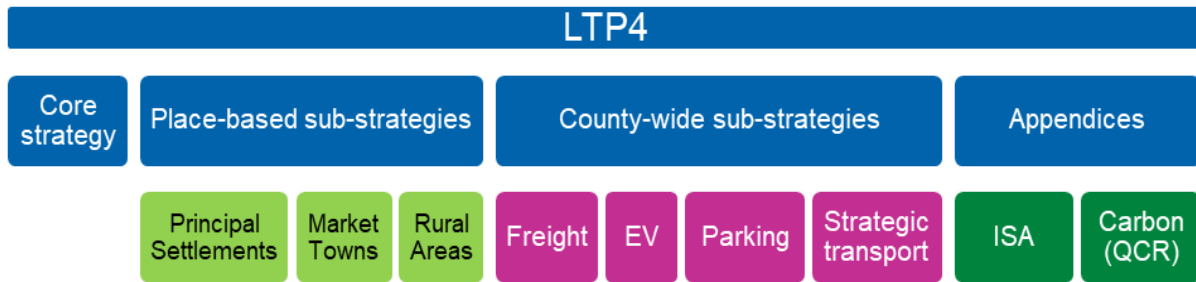 LTP4
Core
strategy
Place-based sub-strategies
County-wide sub-strategies
Appendices
Principal
Settlements
Market
Towns
Rural
Areas
Freight
EV
Parking
Strategic
transport
ISA
Carbon
(QCR)